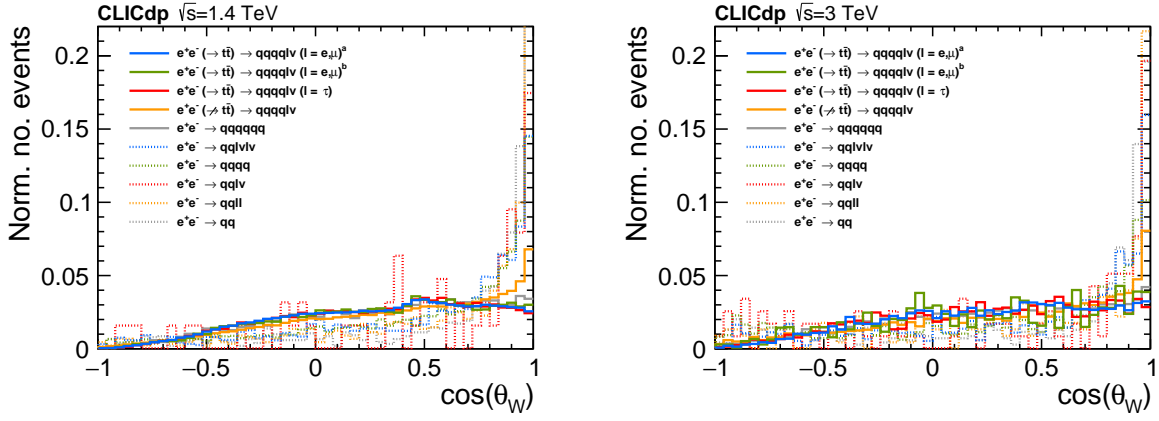 CLICdp √s=1.4 TeV
Norm. no. events
0.2
0.15
0.1
0.05
0
e⁺e⁻ (→ tt̄) → qqqqlν (l = e,μ)ᵃ
e⁺e⁻ (→ tt̄) → qqqqlν (l = e,μ)ᵇ
e⁺e⁻ (→ tt̄) → qqqqlν (l = τ)
e⁺e⁻ (↛ tt̄) → qqqqlν
e⁺e⁻ → qqqqqq
e⁺e⁻ → qqlνlν
e⁺e⁻ → qqqq
e⁺e⁻ → qqlν
e⁺e⁻ → qqll
e⁺e⁻ → qq
−1 −0.5 0 0.5 1
cos(θ_W)
CLICdp √s=3 TeV
Norm. no. events
0.2
0.15
0.1
0.05
0
e⁺e⁻ (→ tt̄) → qqqqlν (l = e,μ)ᵃ
e⁺e⁻ (→ tt̄) → qqqqlν (l = e,μ)ᵇ
e⁺e⁻ (→ tt̄) → qqqqlν (l = τ)
e⁺e⁻ (↛ tt̄) → qqqqlν
e⁺e⁻ → qqqqqq
e⁺e⁻ → qqlνlν
e⁺e⁻ → qqqq
e⁺e⁻ → qqlν
e⁺e⁻ → qqll
e⁺e⁻ → qq
−1 −0.5 0 0.5 1
cos(θ_W)